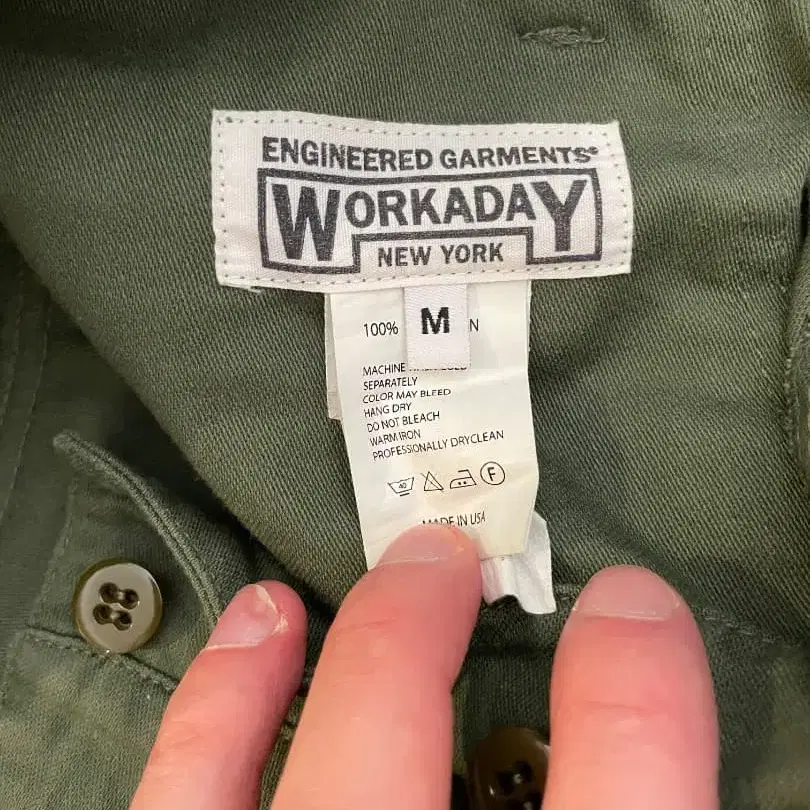 ENGINEERED GARMENTS®
WORKADAY
NEW YORK
M
100% N
MACHINE
SEPARATELY
COLOR MAY BLEED
HANG DRY
DO NOT BLEACH
WARM IRON
PROFESSIONALLY DRYCLEAN
40 F
MADE IN USA